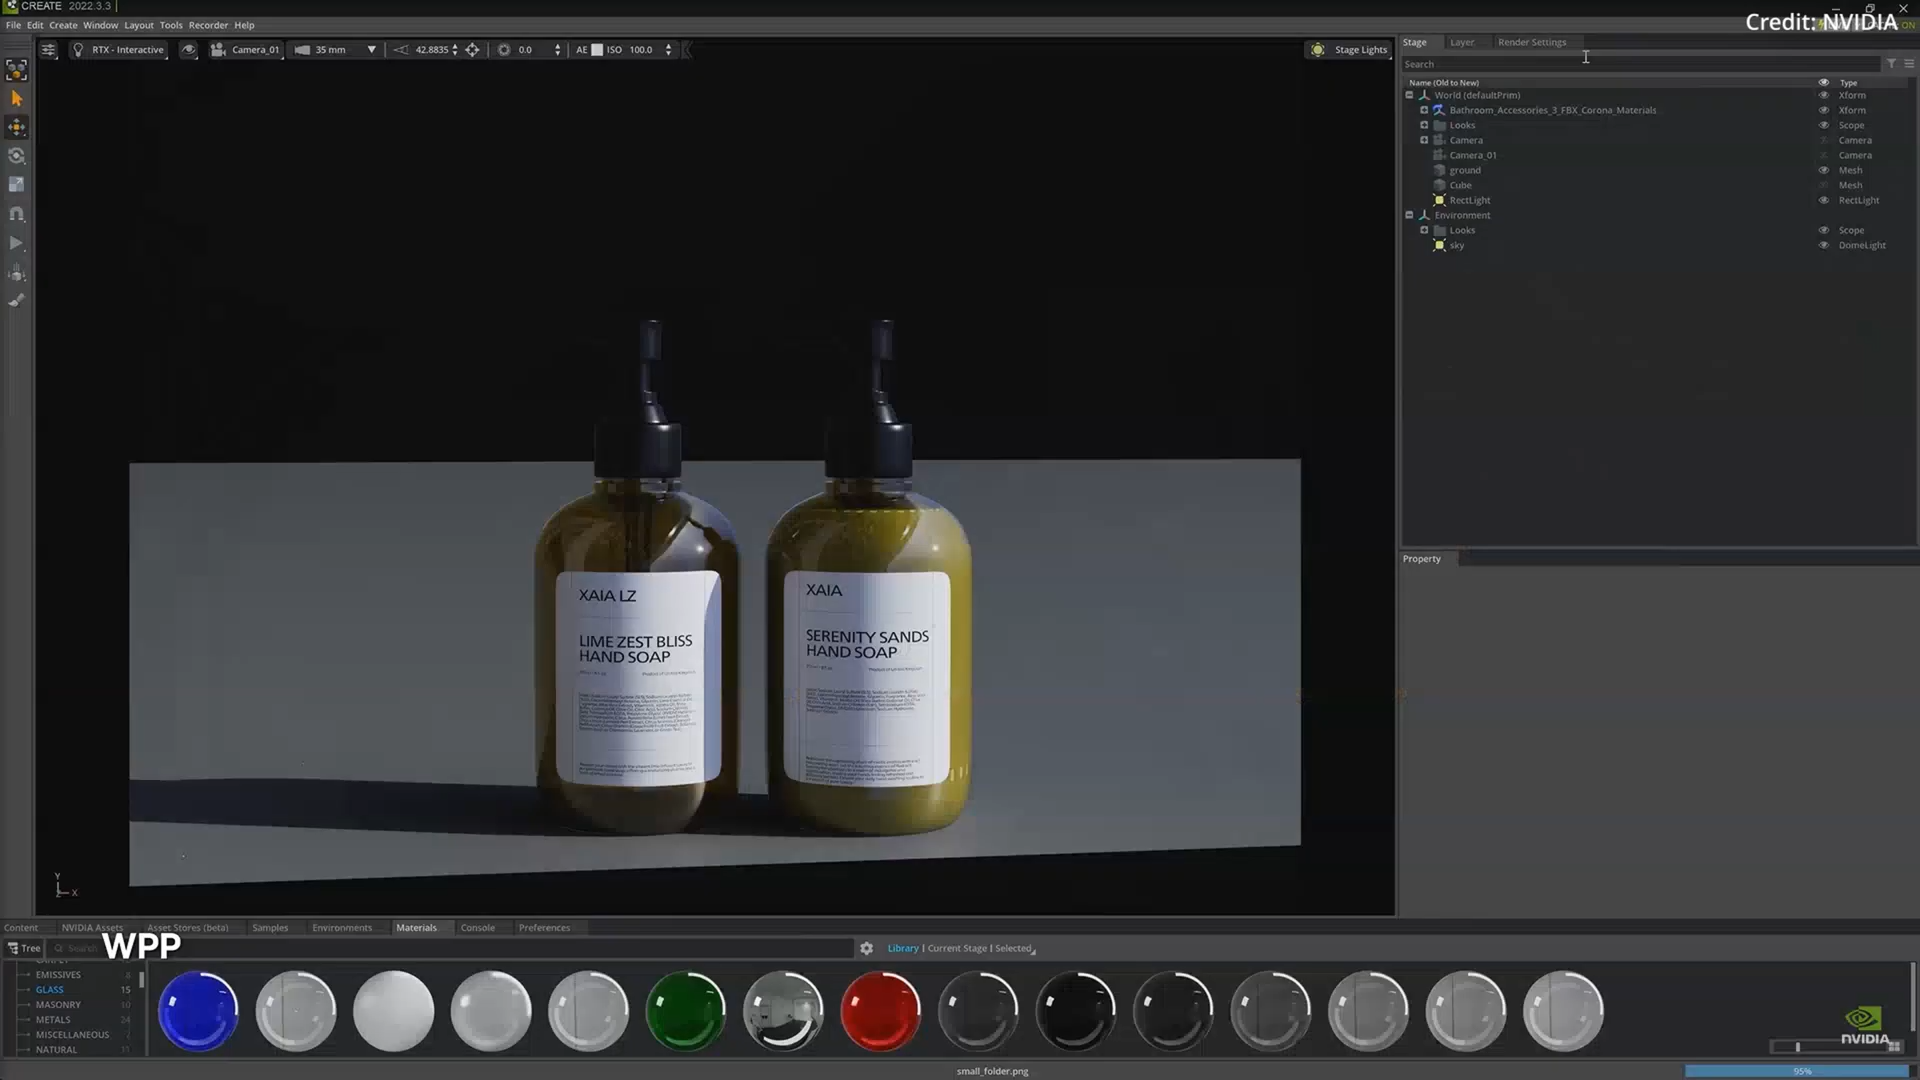 CREATE 2022.3.3
Credit: NVIDIA
File Edit Create Window Layout Tools Recorder Help
RTX - Interactive
Camera_01
35 mm
42.8835
0.0
AE ISO 100.0
Stage Lights
Stage Layer Render Settings
Search
Name (Old to New) Type
World (defaultPrim) Xform
Bathroom_Accessories_3_FBX_Corona_Materials Xform
Looks Scope
Camera Camera
Camera_01 Camera
ground Mesh
Cube Mesh
RectLight RectLight
Environment
Looks Scope
sky DomeLight
Property
XAIA LZ
LIME ZEST BLISS
HAND SOAP
XAIA
SERENITY SANDS
HAND SOAP
Y
X
Content NVIDIA Assets Asset Stores (beta) Samples Environments Materials Console Preferences
Tree Search
WPP
Library | Current Stage | Selected
EMISSIVES
GLASS 15
MASONRY
METALS 24
MISCELLANEOUS
NATURAL
NVIDIA
small_folder.png
95%